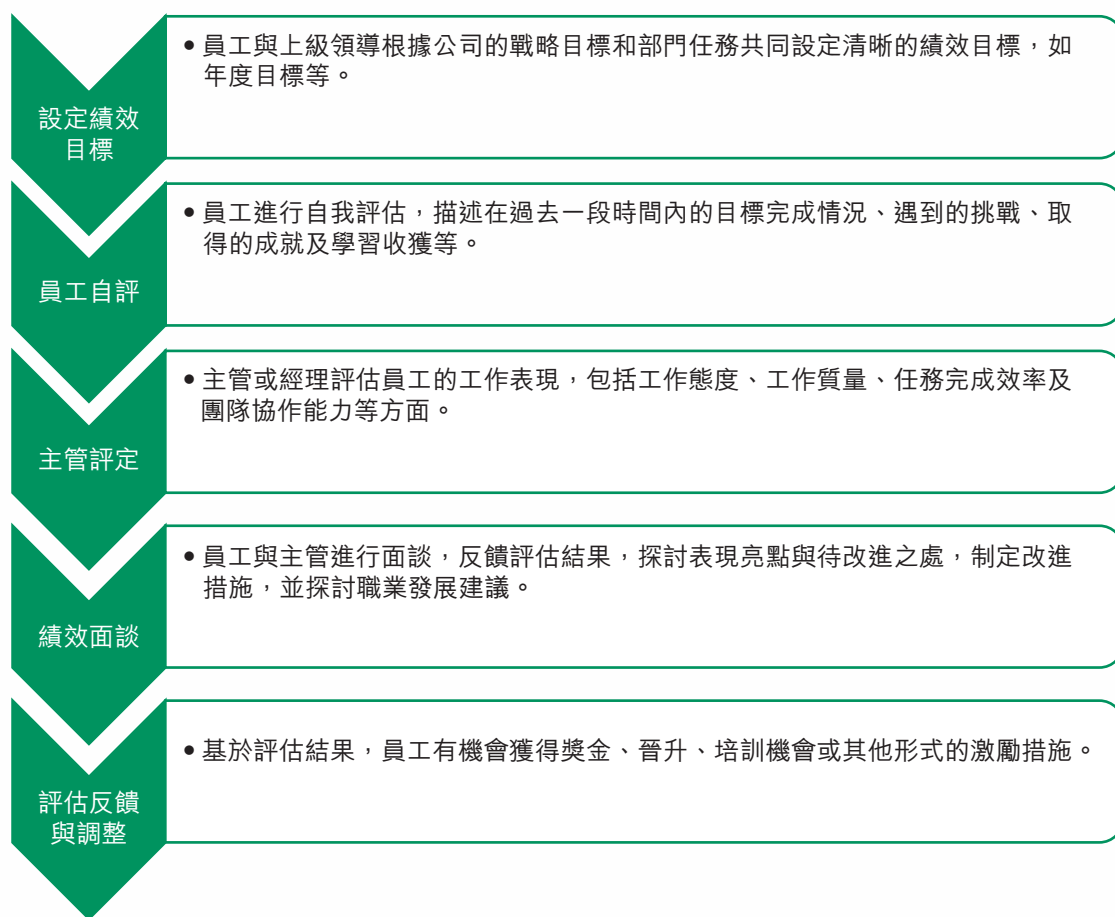 設定績效
目標
• 員工與上級領導根據公司的戰略目標和部門任務共同設定清晰的績效目標，如
年度目標等。
員工自評
• 員工進行自我評估，描述在過去一段時間內的目標完成情況、遇到的挑戰、取
得的成就及學習收獲等。
主管評定
• 主管或經理評估員工的工作表現，包括工作態度、工作質量、任務完成效率及
團隊協作能力等方面。
績效面談
• 員工與主管進行面談，反饋評估結果，探討表現亮點與待改進之處，制定改進
措施，並探討職業發展建議。
評估反饋
與調整
• 基於評估結果，員工有機會獲得獎金、晉升、培訓機會或其他形式的激勵措施。